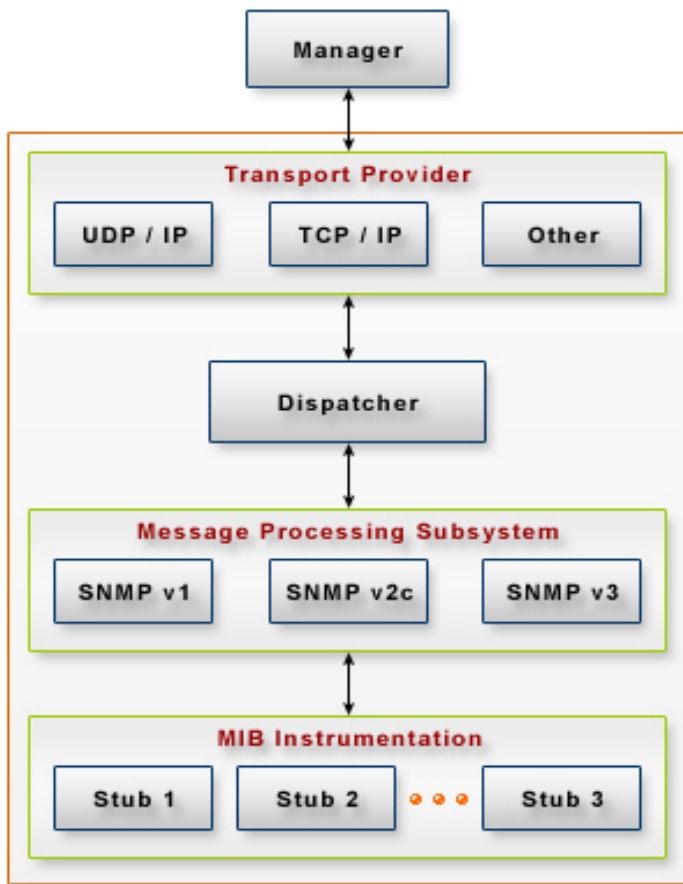 Manager
Transport Provider
UDP / IP
TCP / IP
Other
Dispatcher
Message Processing Subsystem
SNMP v1
SNMP v2c
SNMP v3
MIB Instrumentation
Stub 1
Stub 2
Stub 3